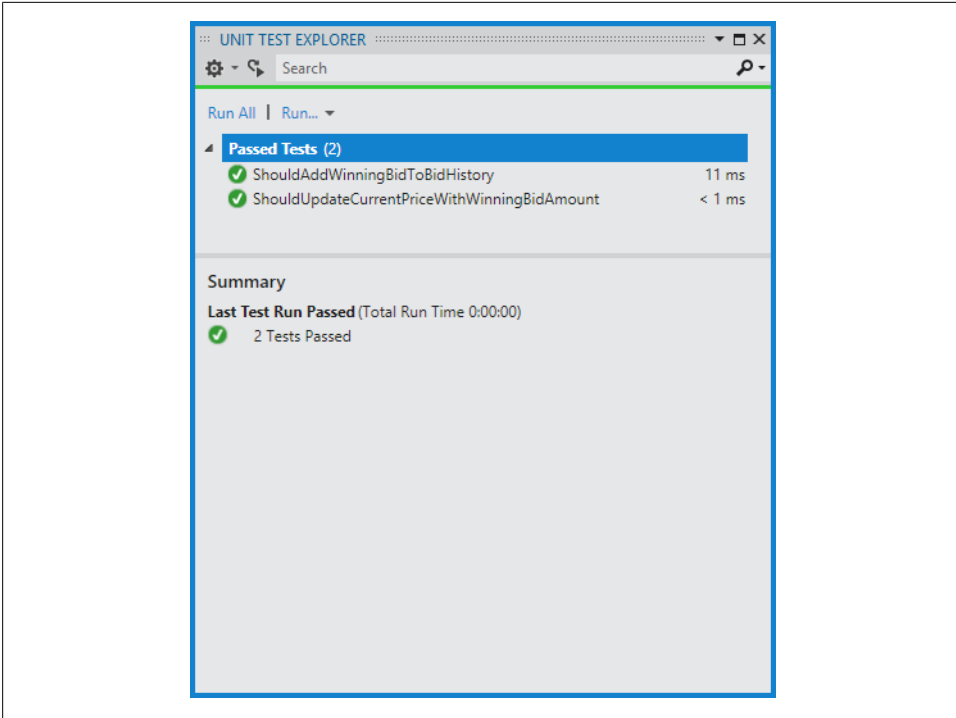 UNIT TEST EXPLORER
Search
Run All | Run...
Passed Tests (2)
ShouldAddWinningBidToBidHistory 11 ms
ShouldUpdateCurrentPriceWithWinningBidAmount < 1 ms
Summary
Last Test Run Passed (Total Run Time 0:00:00)
2 Tests Passed